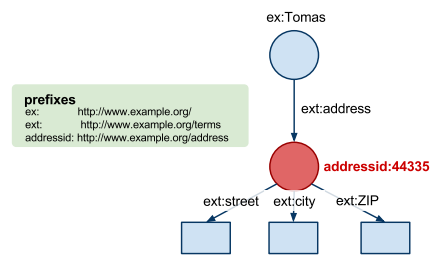 ex:Tomas
prefixes
ex: http://www.example.org/
ext: http://www.example.org/terms
addressid: http://www.example.org/address
ext:address
addressid:44335
ext:street
ext:city
ext:ZIP